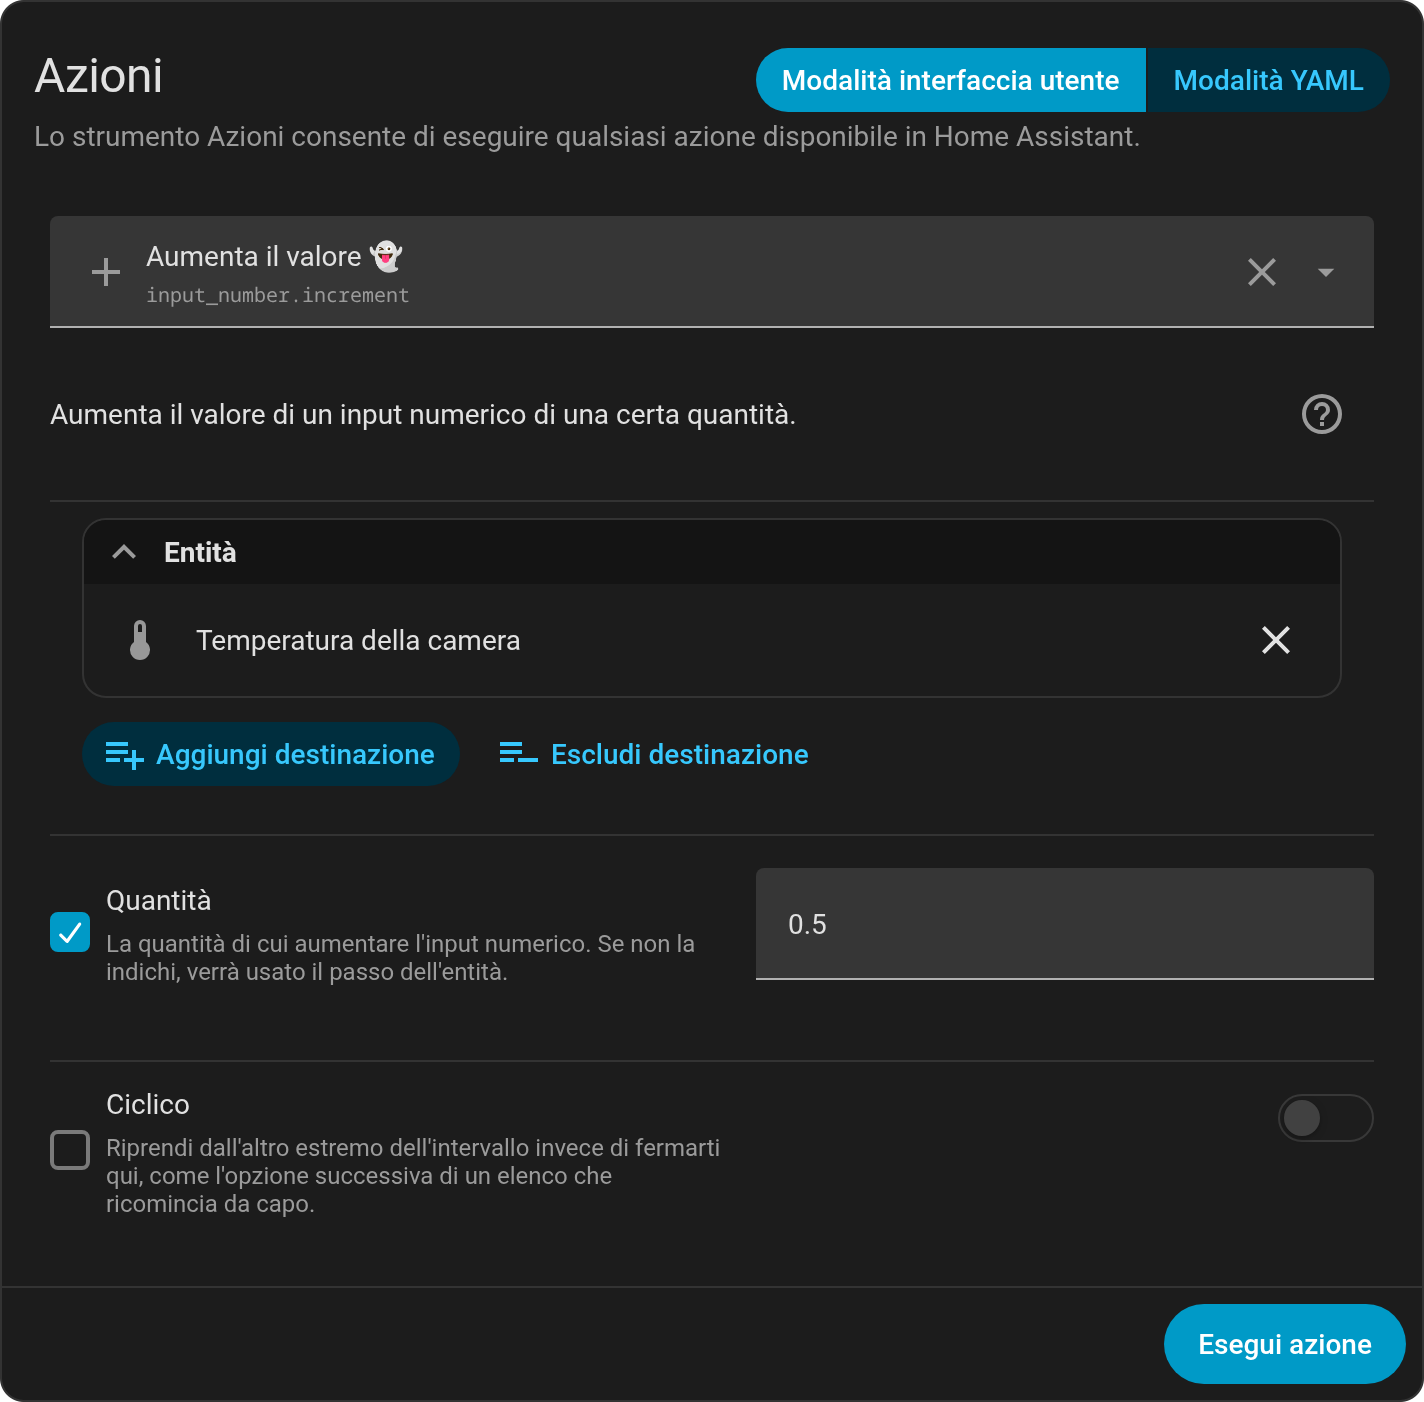 Azioni
Modalità interfaccia utente
Modalità YAML
Lo strumento Azioni consente di eseguire qualsiasi azione disponibile in Home Assistant.
Aumenta il valore 👻
input_number.increment
Aumenta il valore di un input numerico di una certa quantità.
Entità
Temperatura della camera
Aggiungi destinazione
Escludi destinazione
Quantità
La quantità di cui aumentare l'input numerico. Se non la
indichi, verrà usato il passo dell'entità.
0.5
Ciclico
Riprendi dall'altro estremo dell'intervallo invece di fermarti
qui, come l'opzione successiva di un elenco che
ricomincia da capo.
Esegui azione